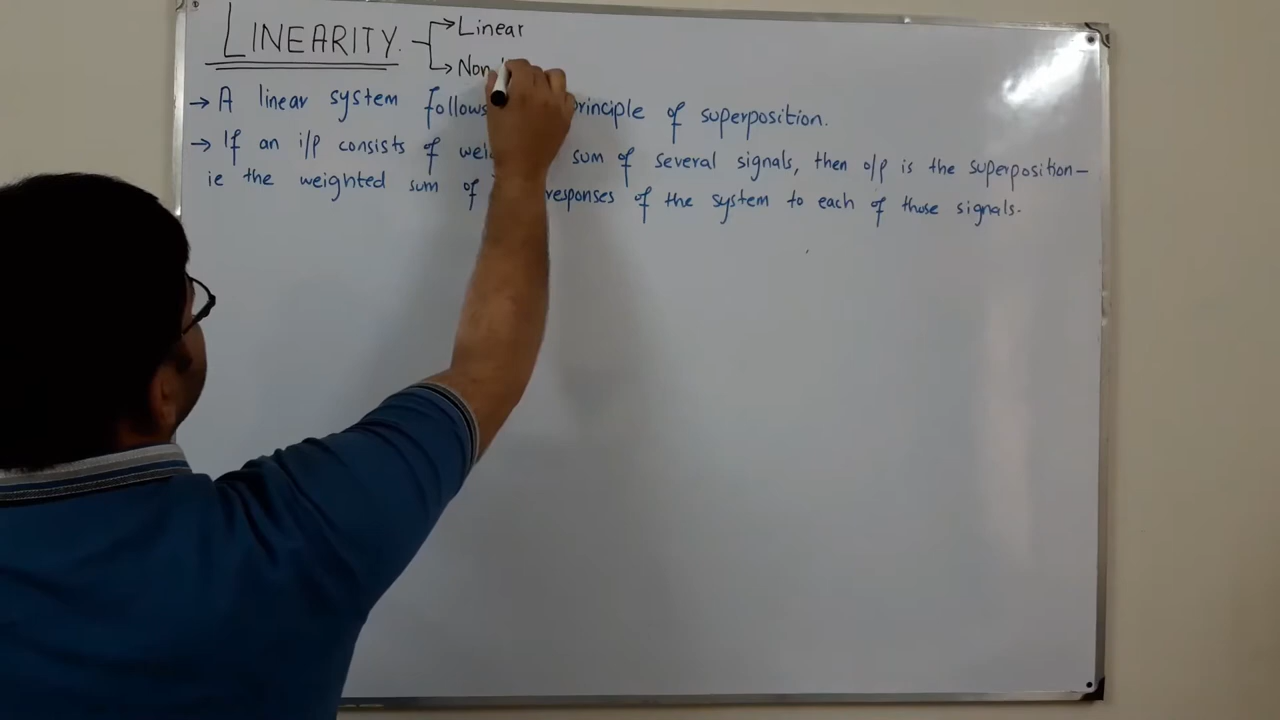 LINEARITY.
→ Linear
→ Non
→ A linear system follows principle of superposition.
→ If an i/p consists of sum of several signals, then o/p is the superposition-
ie the weighted sum of responses of the system to each of those signals.